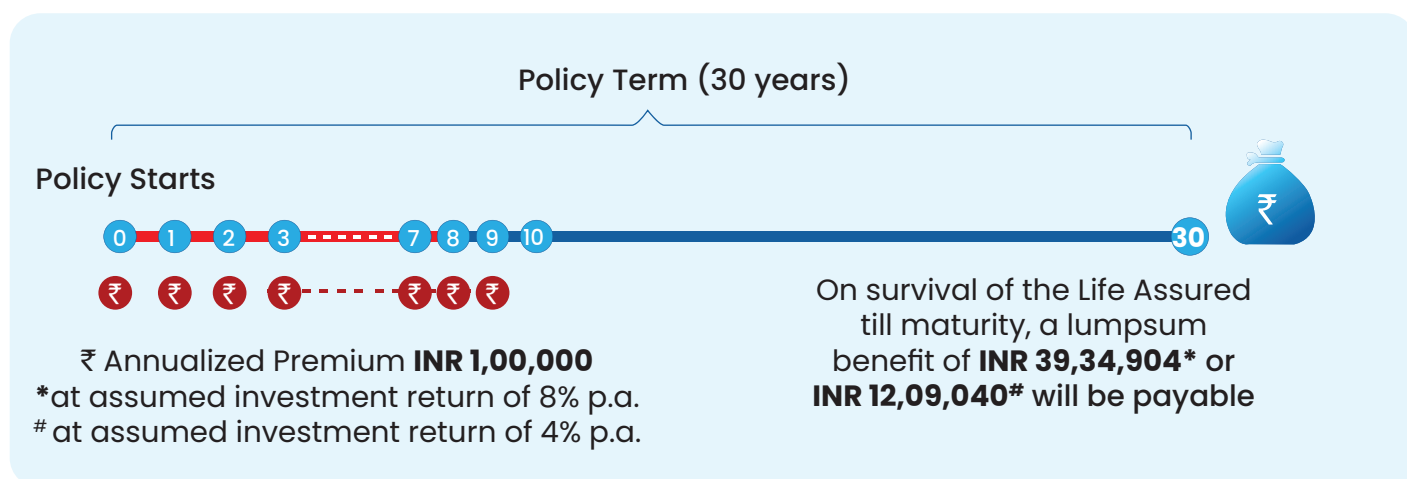 Policy Term (30 years)
Policy Starts
0 1 2 3 7 8 9 10 30
₹
₹ ₹ ₹ ₹ ₹ ₹ ₹
₹ Annualized Premium INR 1,00,000
*at assumed investment return of 8% p.a.
# at assumed investment return of 4% p.a.
On survival of the Life Assured
till maturity, a lumpsum
benefit of INR 39,34,904* or
INR 12,09,040# will be payable